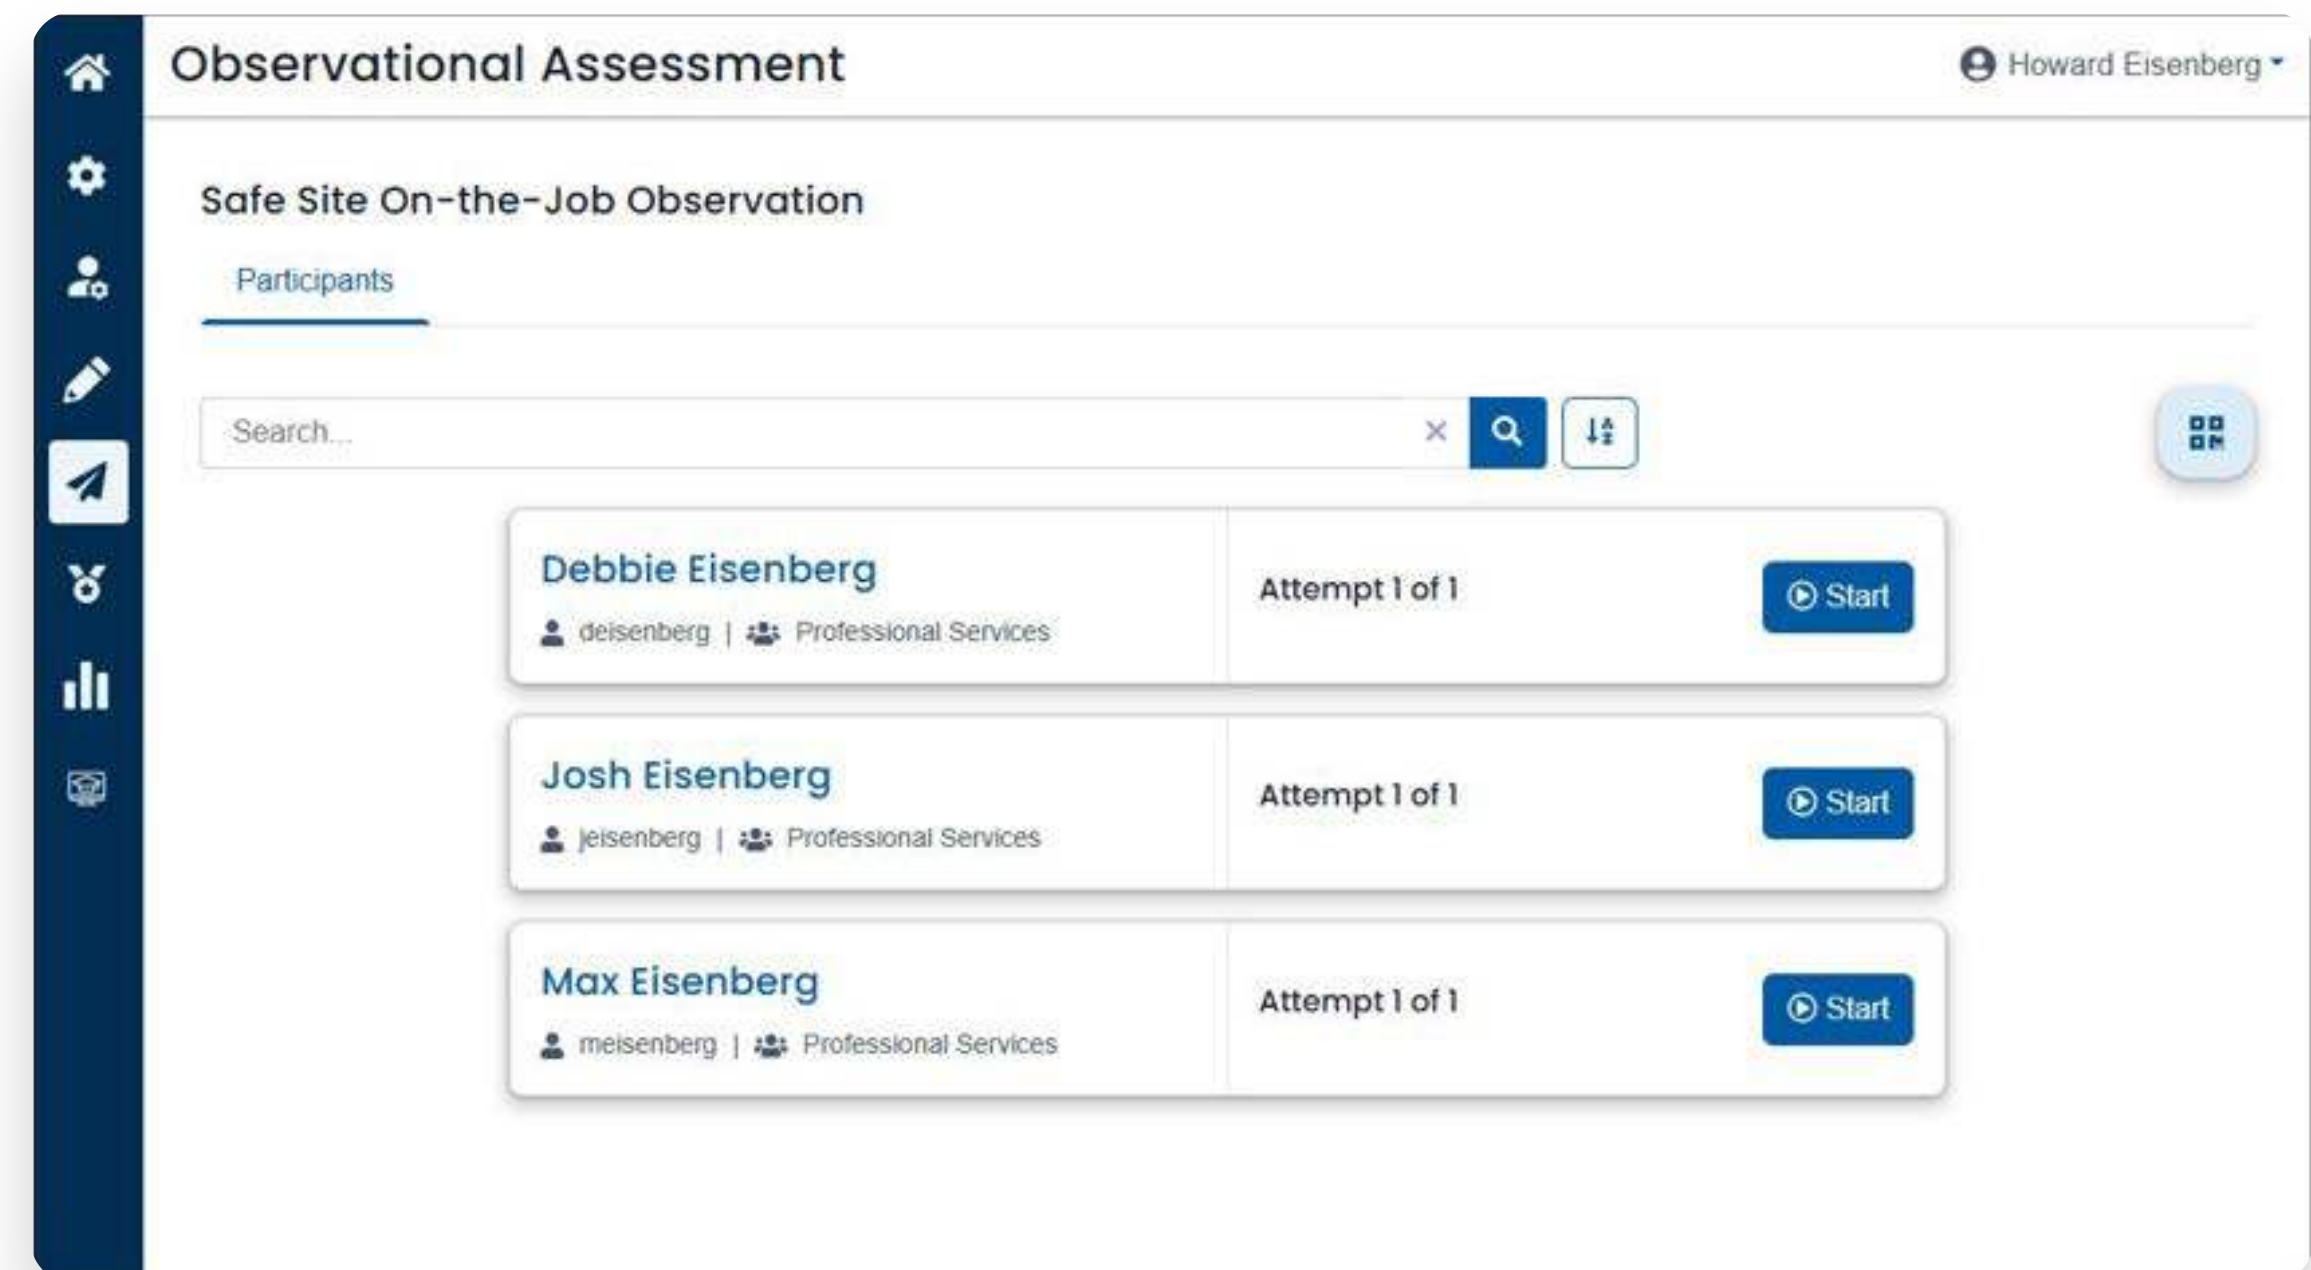 Observational Assessment
Howard Eisenberg
Safe Site On-the-Job Observation
Participants
Search...
Debbie Eisenberg
Attempt 1 of 1
Start
deisenberg | Professional Services
Josh Eisenberg
Attempt 1 of 1
Start
jeisenberg | Professional Services
Max Eisenberg
Attempt 1 of 1
Start
meisenberg | Professional Services